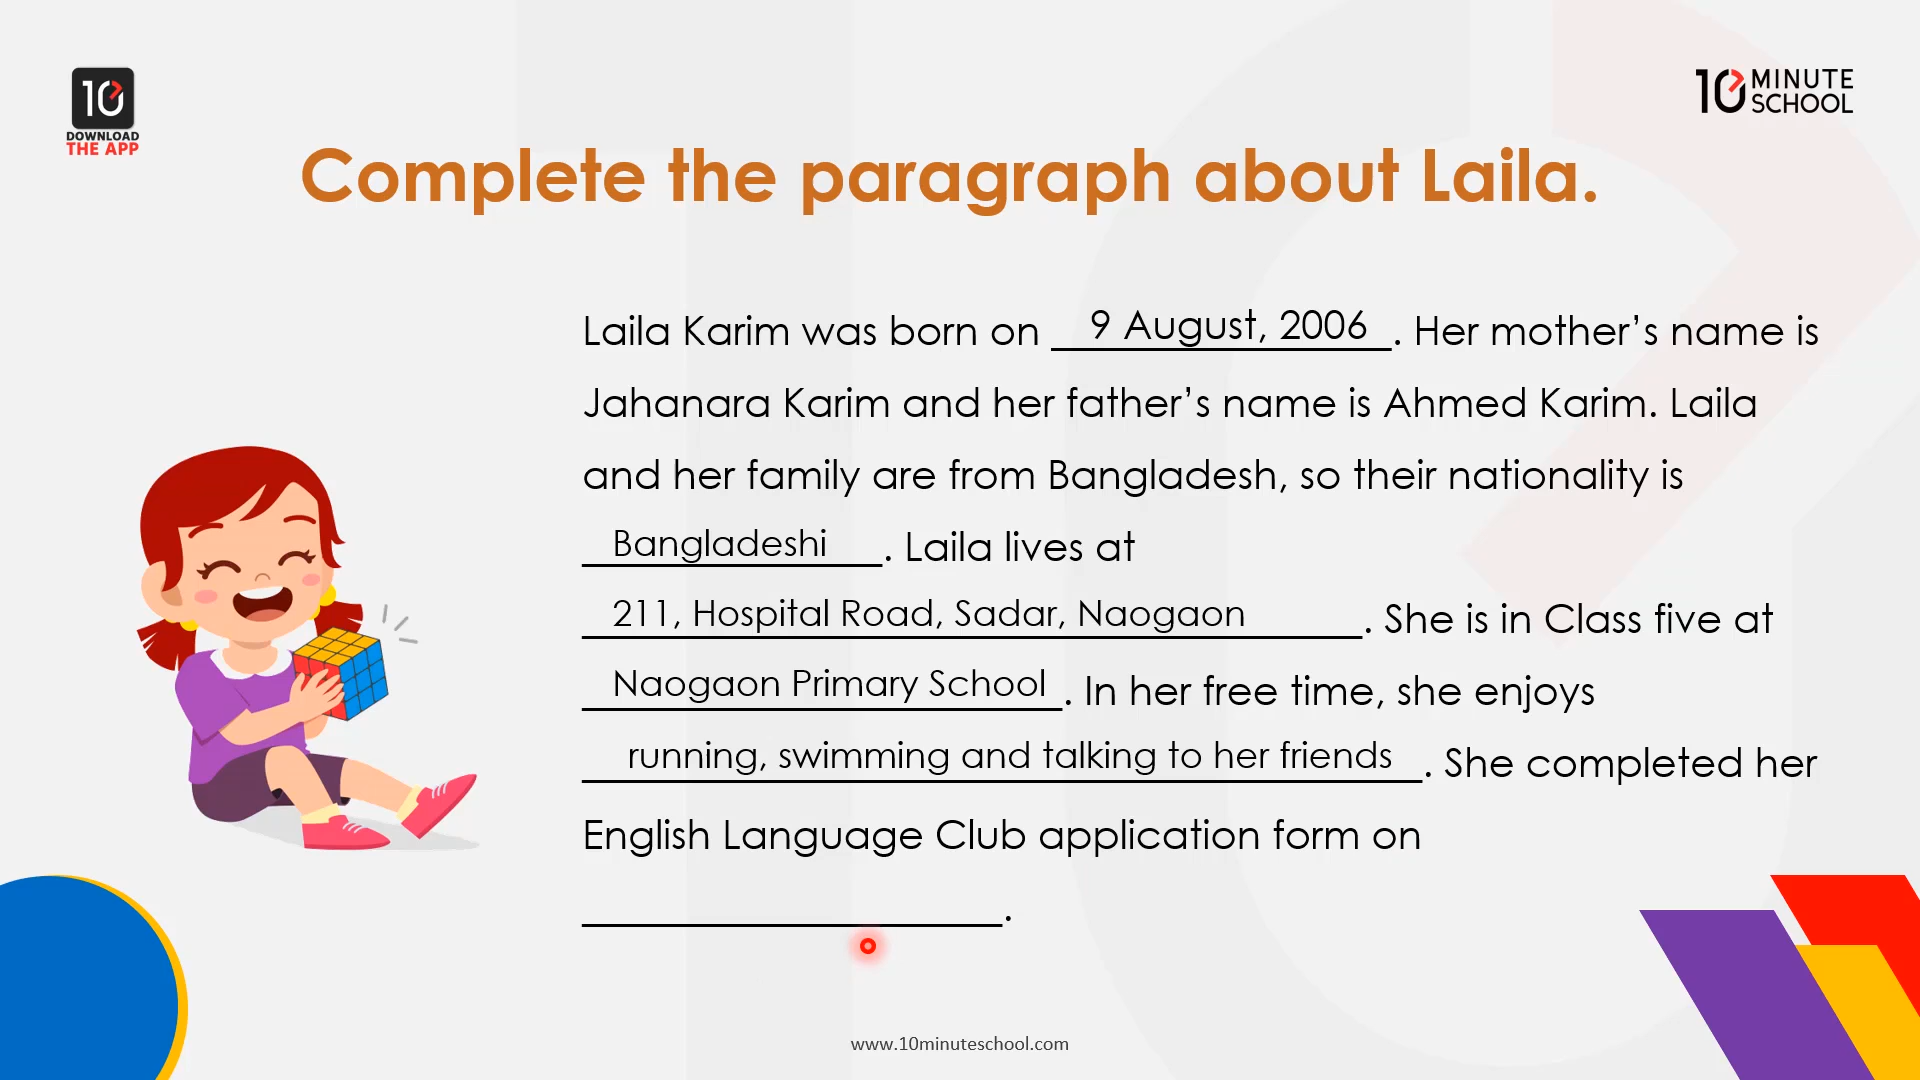 10
DOWNLOAD
THE APP
10 MINUTE
SCHOOL
Complete the paragraph about Laila.
Laila Karim was born on 9 August, 2006. Her mother’s name is
Jahanara Karim and her father’s name is Ahmed Karim. Laila
and her family are from Bangladesh, so their nationality is
Bangladeshi. Laila lives at
211, Hospital Road, Sadar, Naogaon. She is in Class five at
Naogaon Primary School. In her free time, she enjoys
running, swimming and talking to her friends. She completed her
English Language Club application form on
____________________.
www.10minuteschool.com